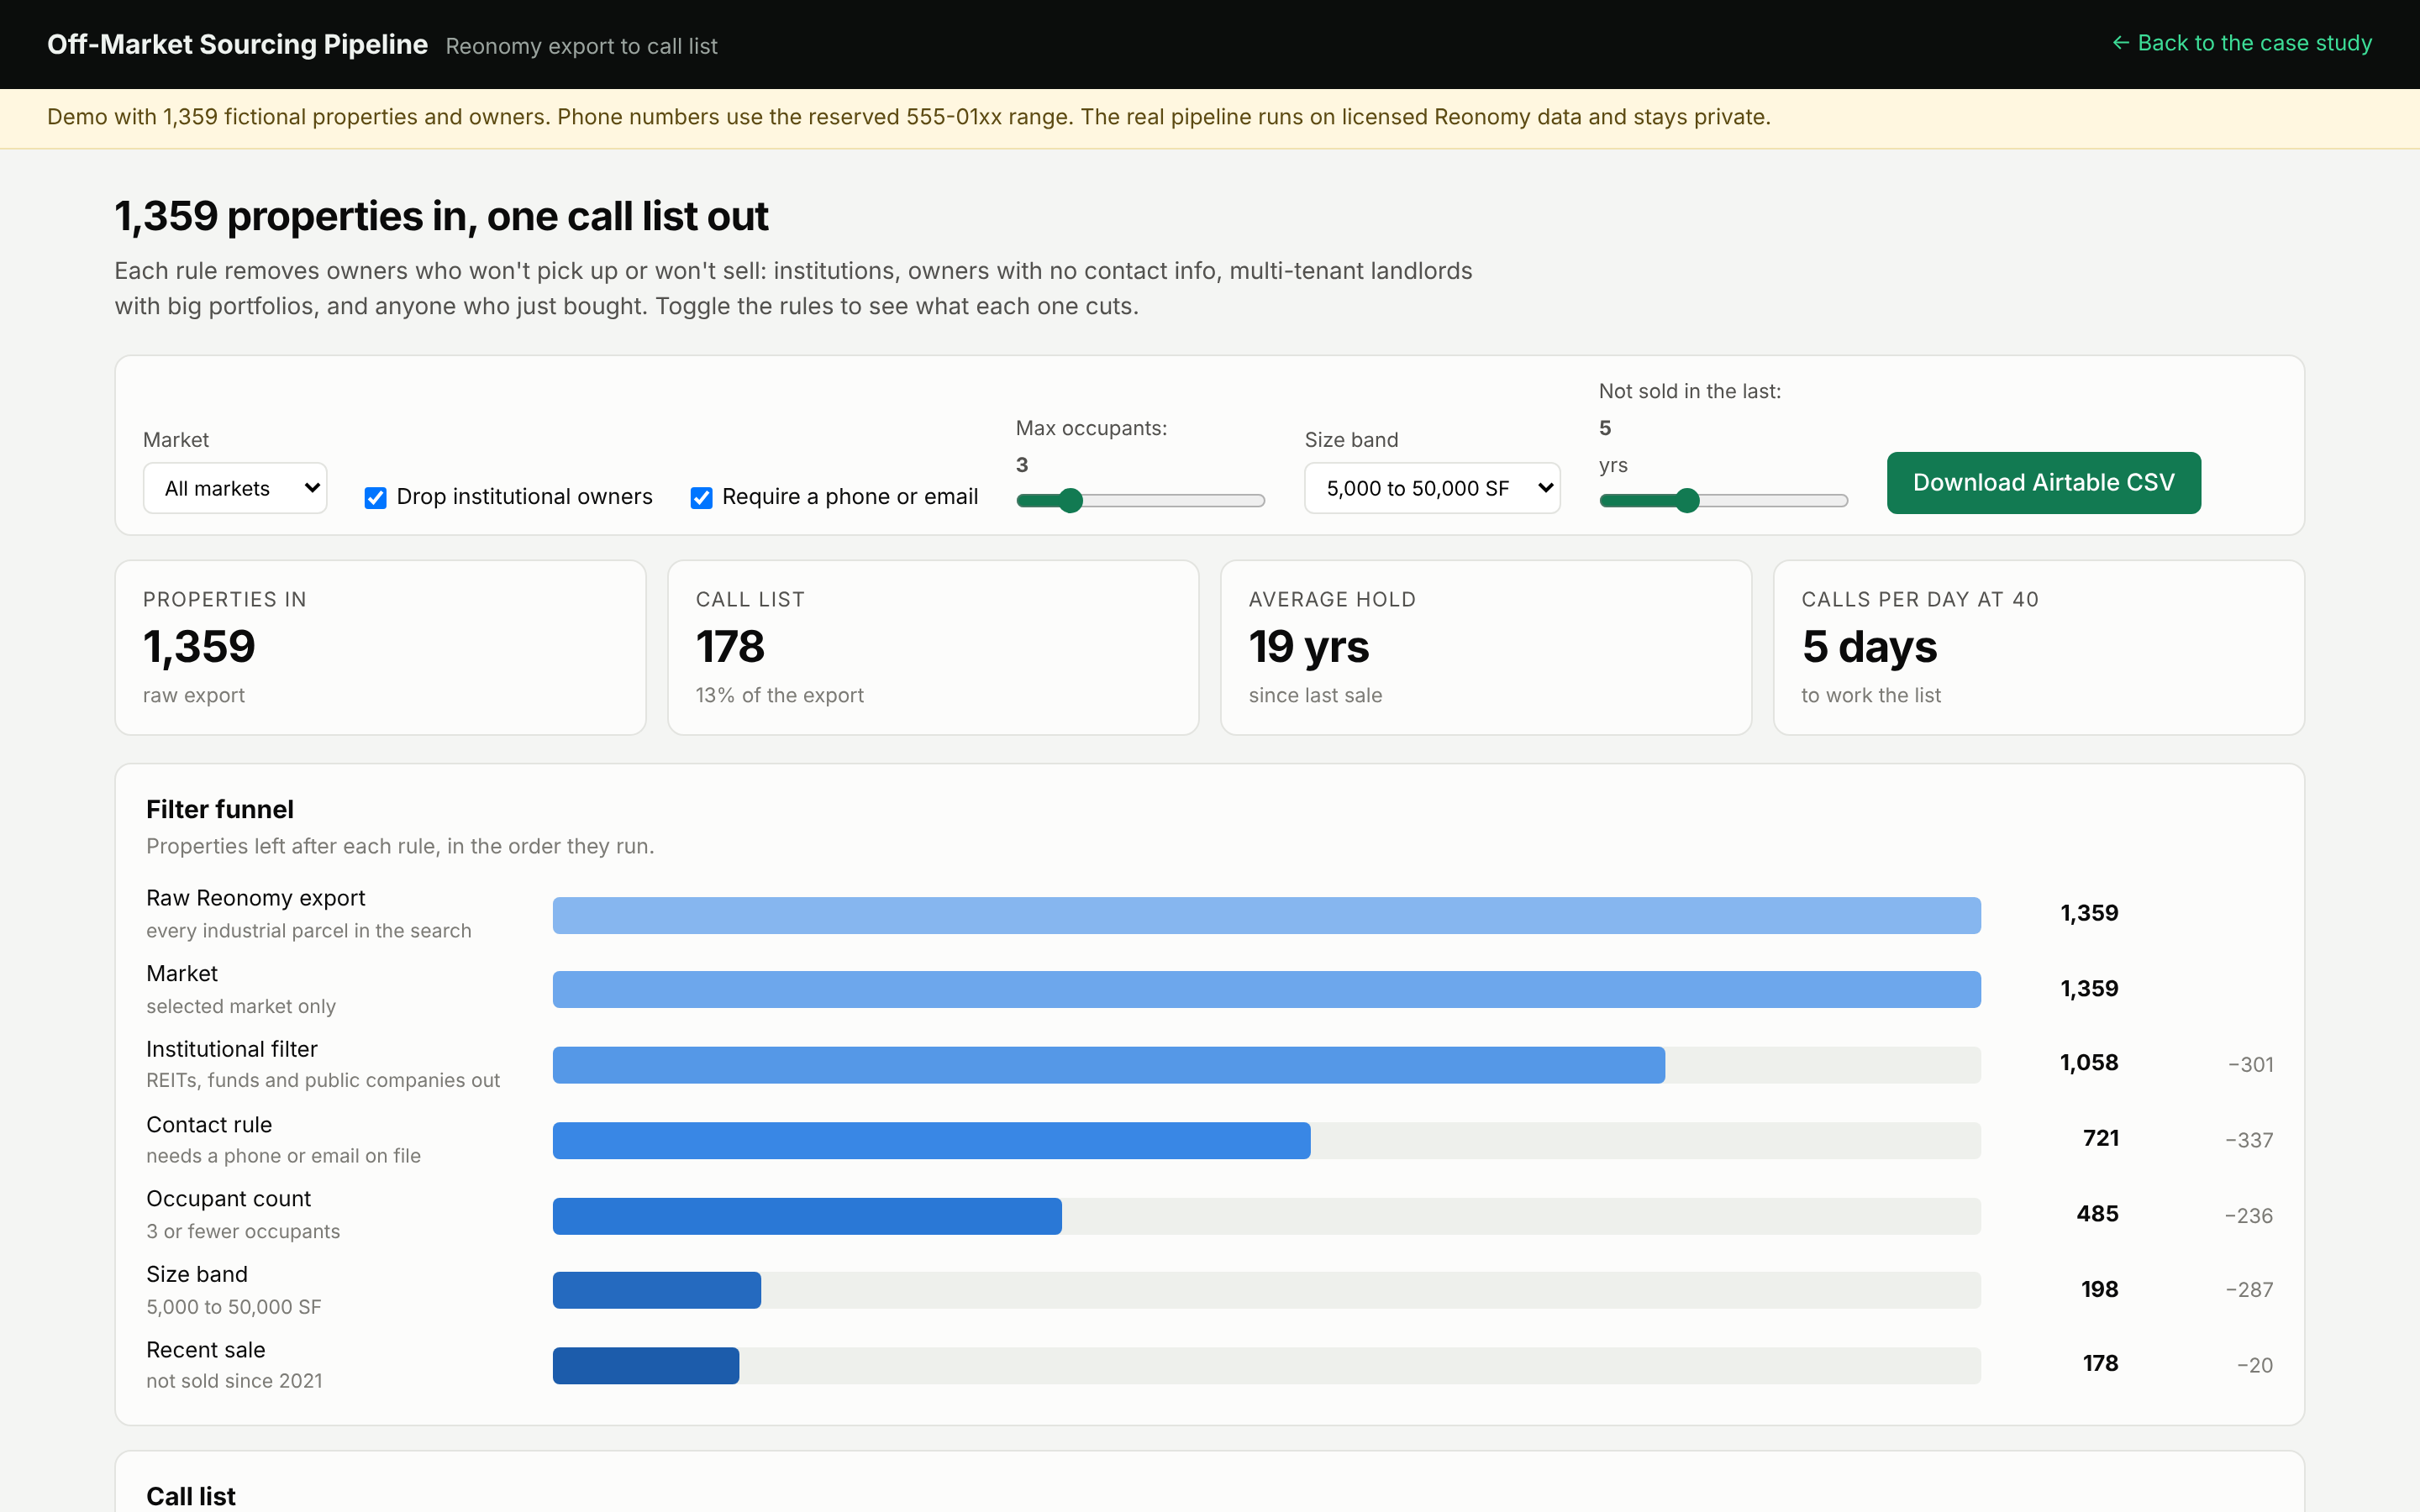 Off-Market Sourcing Pipeline Reonomy export to call list
← Back to the case study
Demo with 1,359 fictional properties and owners. Phone numbers use the reserved 555-01xx range. The real pipeline runs on licensed Reonomy data and stays private.
1,359 properties in, one call list out
Each rule removes owners who won't pick up or won't sell: institutions, owners with no contact info, multi-tenant landlords
with big portfolios, and anyone who just bought. Toggle the rules to see what each one cuts.
Market
All markets
Drop institutional owners
Require a phone or email
Max occupants:
3
Size band
5,000 to 50,000 SF
Not sold in the last:
5
yrs
Download Airtable CSV
PROPERTIES IN
1,359
raw export
CALL LIST
178
13% of the export
AVERAGE HOLD
19 yrs
since last sale
CALLS PER DAY AT 40
5 days
to work the list
Filter funnel
Properties left after each rule, in the order they run.
Raw Reonomy export
every industrial parcel in the search
1,359
Market
selected market only
1,359
Institutional filter
REITs, funds and public companies out
1,058 −301
Contact rule
needs a phone or email on file
721 −337
Occupant count
3 or fewer occupants
485 −236
Size band
5,000 to 50,000 SF
198 −287
Recent sale
not sold since 2021
178 −20
Call list